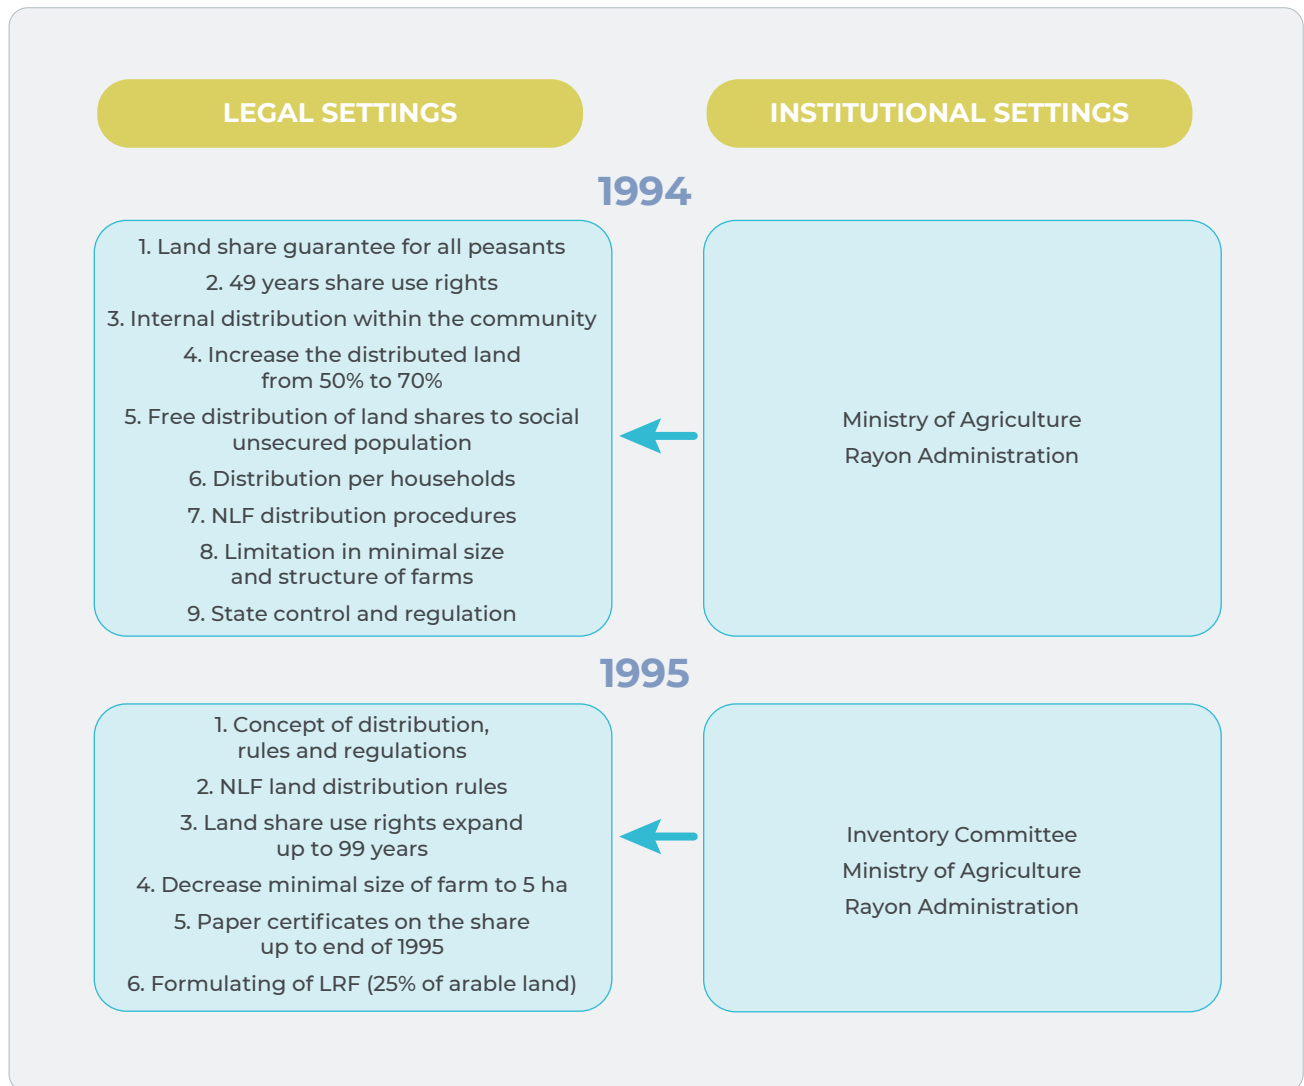 LEGAL SETTINGS
INSTITUTIONAL SETTINGS
1994
1. Land share guarantee for all peasants
2. 49 years share use rights
3. Internal distribution within the community
4. Increase the distributed land
from 50% to 70%
5. Free distribution of land shares to social
unsecured population
6. Distribution per households
7. NLF distribution procedures
8. Limitation in minimal size
and structure of farms
9. State control and regulation
Ministry of Agriculture
Rayon Administration
1995
1. Concept of distribution,
rules and regulations
2. NLF land distribution rules
3. Land share use rights expand
up to 99 years
4. Decrease minimal size of farm to 5 ha
5. Paper certificates on the share
up to end of 1995
6. Formulating of LRF (25% of arable land)
Inventory Committee
Ministry of Agriculture
Rayon Administration